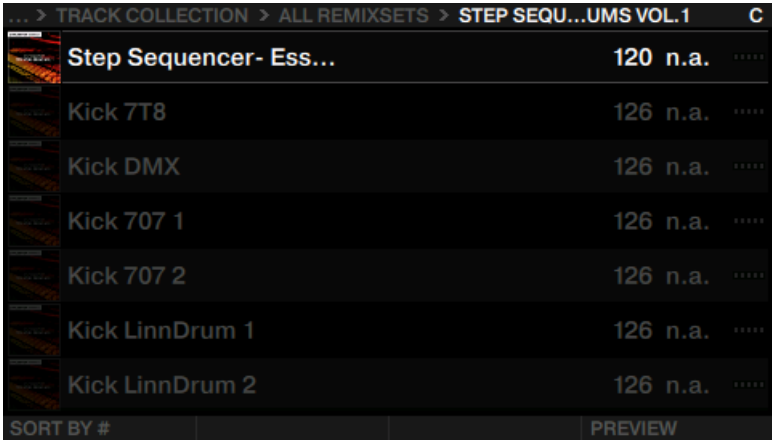 ... > TRACK COLLECTION > ALL REMIXSETS > STEP SEQU...UMS VOL.1 C
Step Sequencer- Ess... 120 n.a.
Kick 7T8 126 n.a.
Kick DMX 126 n.a.
Kick 707 1 126 n.a.
Kick 707 2 126 n.a.
Kick LinnDrum 1 126 n.a.
Kick LinnDrum 2 126 n.a.
SORT BY # PREVIEW